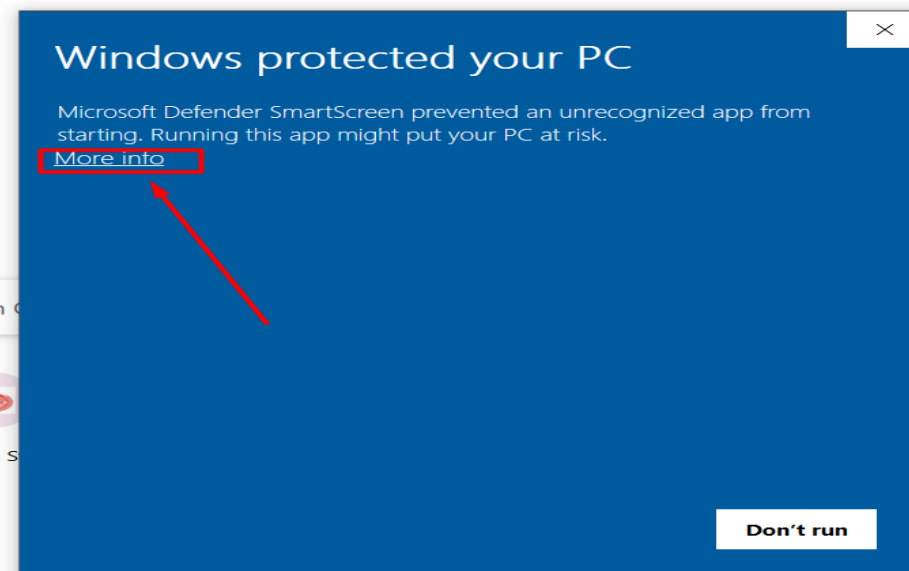 Windows protected your PC
Microsoft Defender SmartScreen prevented an unrecognized app from
starting. Running this app might put your PC at risk.
More info
S
Don't run